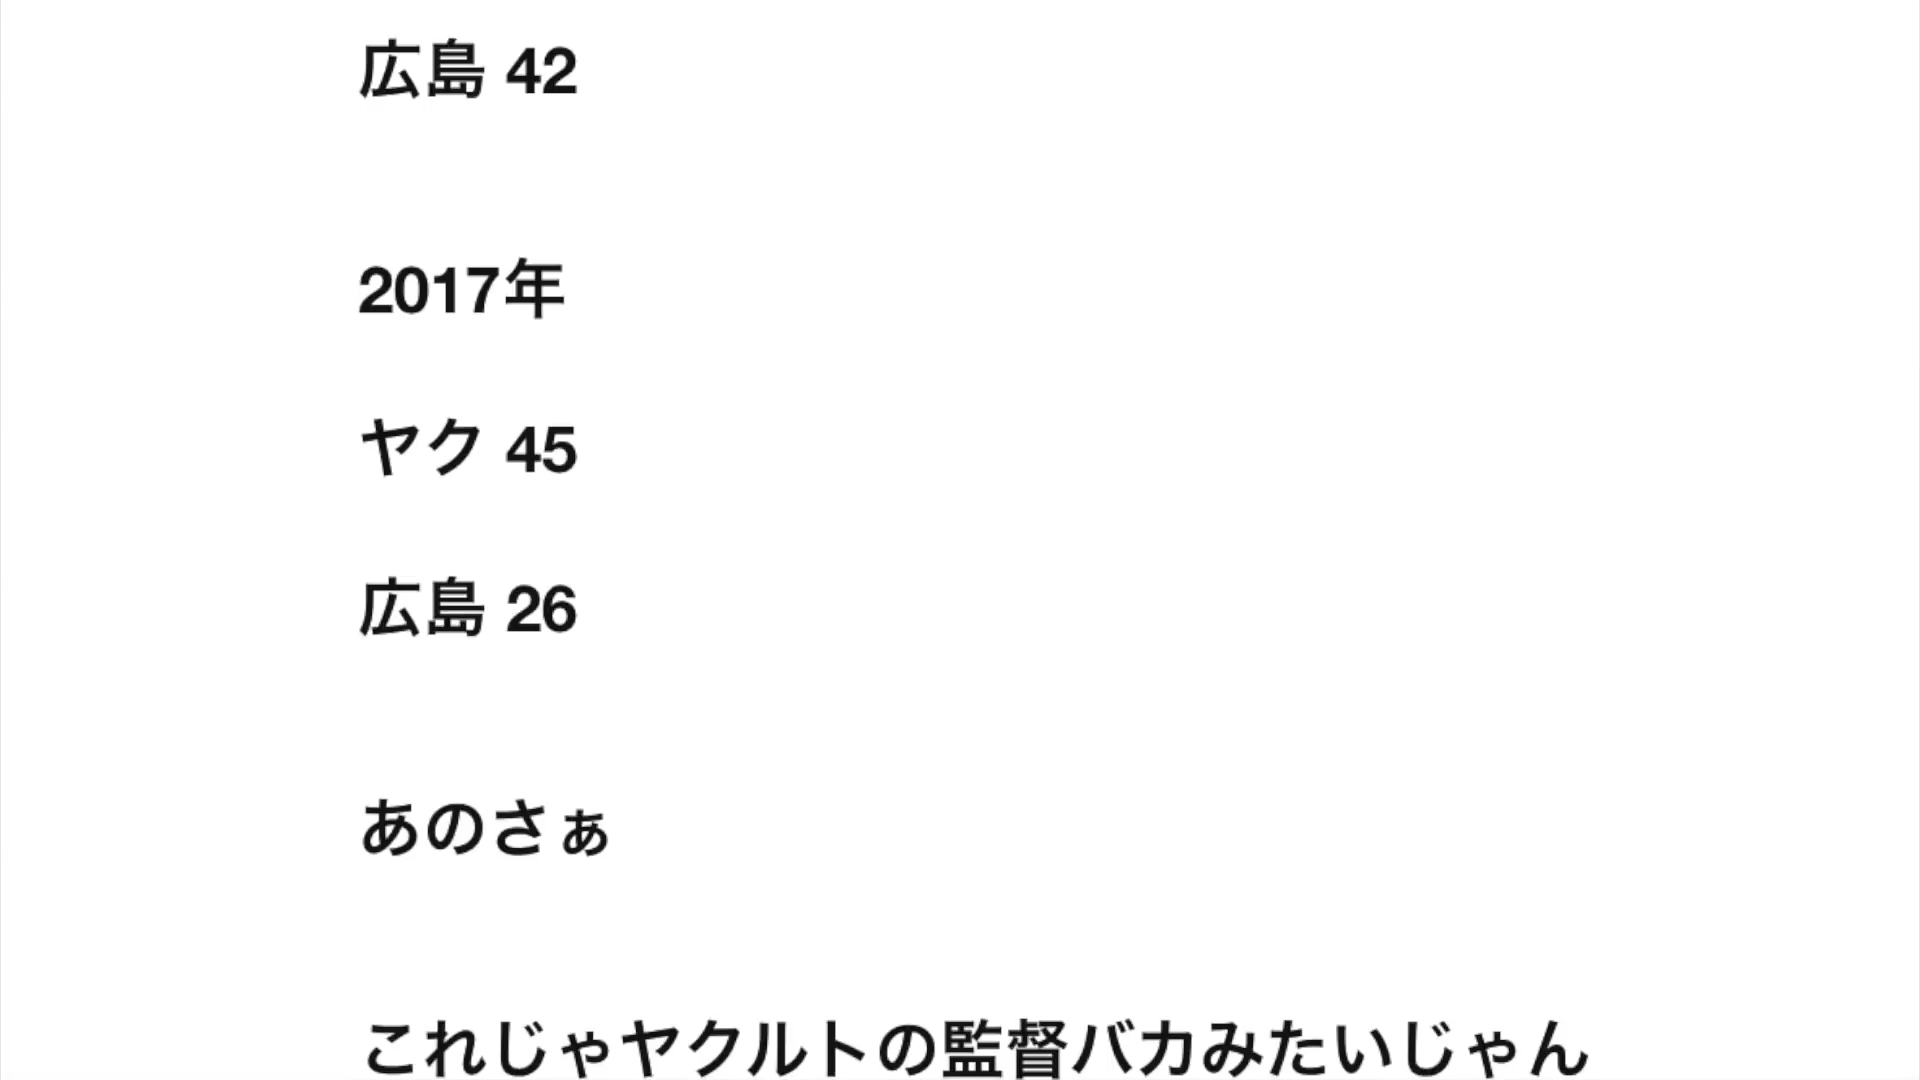 広島 42
2017年
ヤク 45
広島 26
あのさぁ
これじゃヤクルトの監督バカみたいじゃん